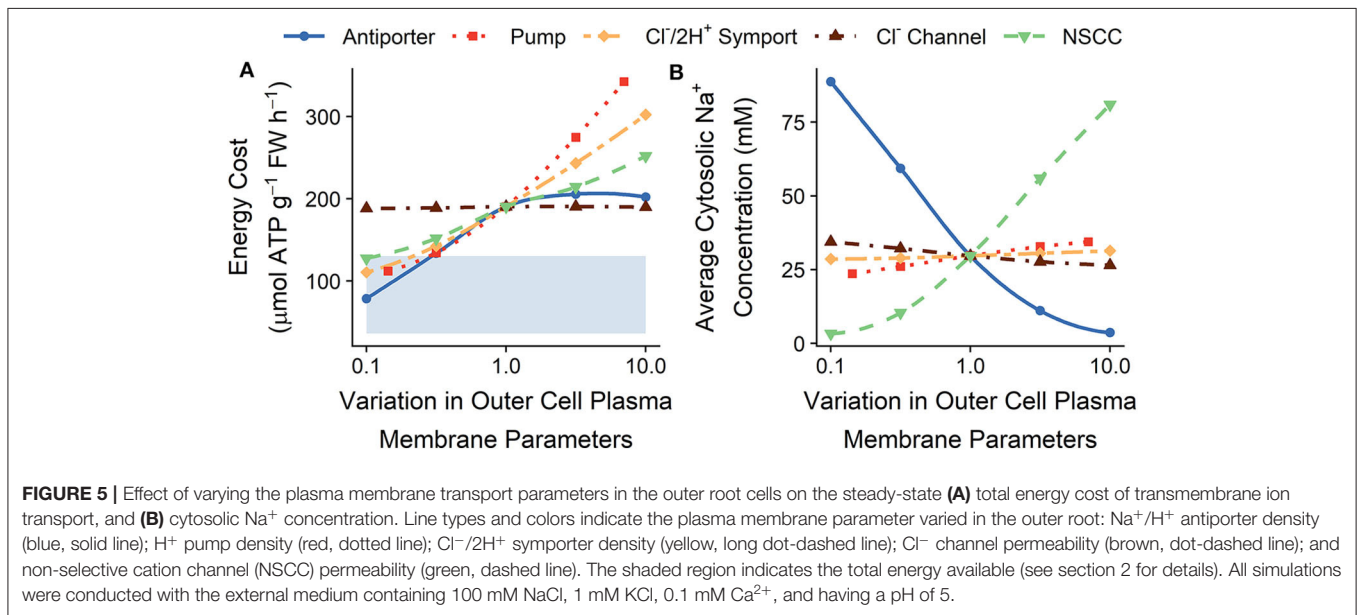 Antiporter Pump Cl⁻/2H⁺ Symport Cl⁻ Channel NSCC
A
Energy Cost
(μmol ATP g⁻¹ FW h⁻¹)
300
200
100
0.1 1.0 10.0
Variation in Outer Cell Plasma
Membrane Parameters
B
Average Cytosolic Na⁺
Concentration (mM)
75
50
25
0
0.1 1.0 10.0
Variation in Outer Cell Plasma
Membrane Parameters
FIGURE 5 | Effect of varying the plasma membrane transport parameters in the outer root cells on the steady-state (A) total energy cost of transmembrane ion
transport, and (B) cytosolic Na⁺ concentration. Line types and colors indicate the plasma membrane parameter varied in the outer root: Na⁺/H⁺ antiporter density
(blue, solid line); H⁺ pump density (red, dotted line); Cl⁻/2H⁺ symporter density (yellow, long dot-dashed line); Cl⁻ channel permeability (brown, dot-dashed line); and
non-selective cation channel (NSCC) permeability (green, dashed line). The shaded region indicates the total energy available (see section 2 for details). All simulations
were conducted with the external medium containing 100 mM NaCl, 1 mM KCl, 0.1 mM Ca²⁺, and having a pH of 5.